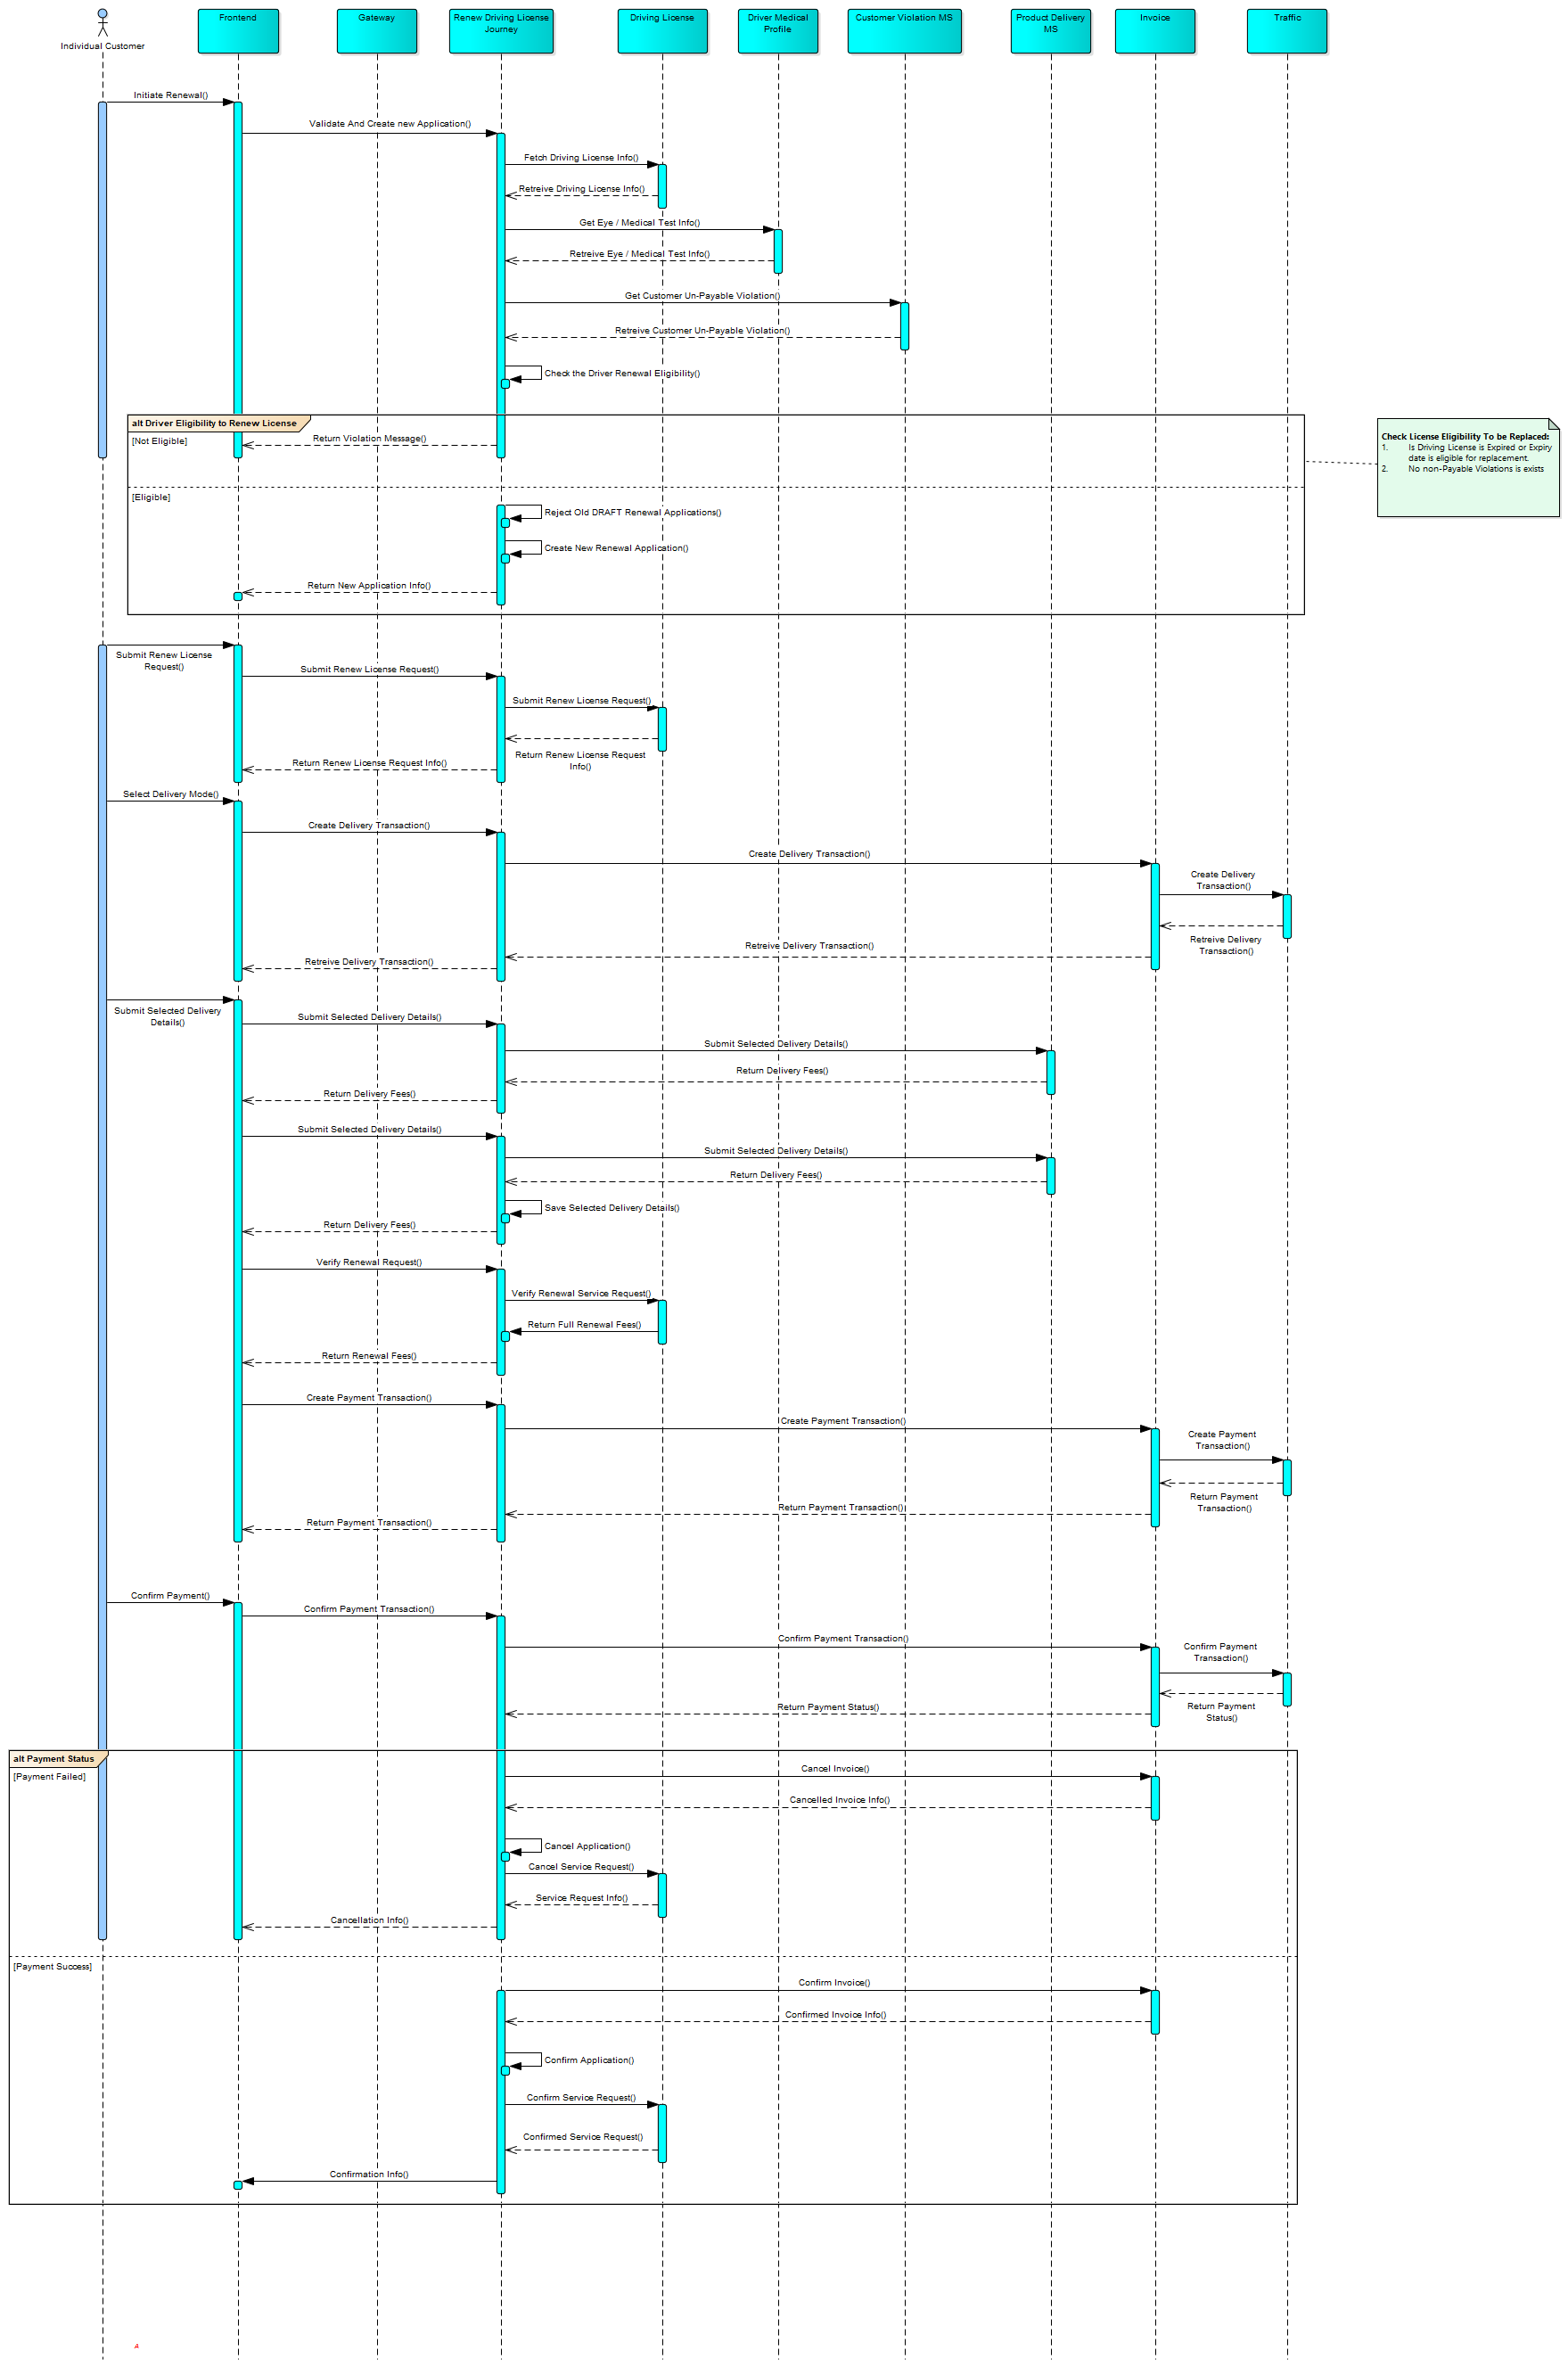 Individual Customer
Frontend
Gateway
Renew Driving License
Journey
Driving License
Driver Medical
Profile
Customer Violation MS
Product Delivery
MS
Invoice
Traffic
Initiate Renewal()
Validate And Create new Application()
Fetch Driving License Info()
Retreive Driving License Info()
Get Eye / Medical Test Info()
Retreive Eye / Medical Test Info()
Get Customer Un-Payable Violation()
Retreive Customer Un-Payable Violation()
Check the Driver Renewal Eligibility()
alt Driver Eligibility to Renew License
[Not Eligible]
Return Violation Message()
Check License Eligibility To be Replaced:
1. Is Driving License is Expired or Expiry
date is eligible for replacement.
2. No non-Payable Violations is exists
[Eligible]
Reject Old DRAFT Renewal Applications()
Create New Renewal Application()
Return New Application Info()
Submit Renew License
Request()
Submit Renew License Request()
Submit Renew License Request()
Return Renew License Request
Info()
Return Renew License Request Info()
Select Delivery Mode()
Create Delivery Transaction()
Create Delivery Transaction()
Create Delivery
Transaction()
Retreive Delivery
Transaction()
Retreive Delivery Transaction()
Retreive Delivery Transaction()
Submit Selected Delivery
Details()
Submit Selected Delivery Details()
Submit Selected Delivery Details()
Return Delivery Fees()
Return Delivery Fees()
Submit Selected Delivery Details()
Submit Selected Delivery Details()
Return Delivery Fees()
Save Selected Delivery Details()
Return Delivery Fees()
Verify Renewal Request()
Verify Renewal Service Request()
Return Full Renewal Fees()
Return Renewal Fees()
Create Payment Transaction()
Create Payment Transaction()
Create Payment
Transaction()
Return Payment
Transaction()
Return Payment Transaction()
Return Payment Transaction()
Confirm Payment()
Confirm Payment Transaction()
Confirm Payment Transaction()
Confirm Payment
Transaction()
Return Payment
Status()
Return Payment Status()
alt Payment Status
[Payment Failed]
Cancel Invoice()
Cancelled Invoice Info()
Cancel Application()
Cancel Service Request()
Service Request Info()
Cancellation Info()
[Payment Success]
Confirm Invoice()
Confirmed Invoice Info()
Confirm Application()
Confirm Service Request()
Confirmed Service Request()
Confirmation Info()